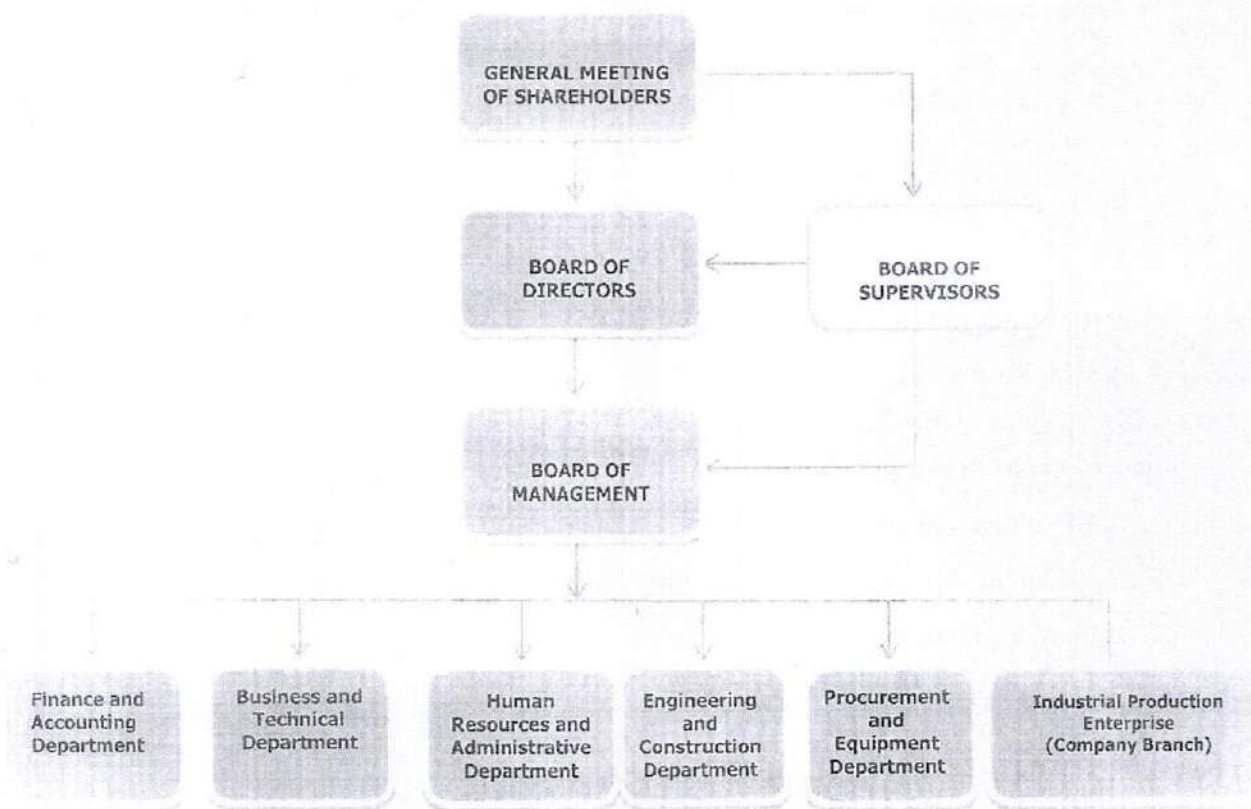 GENERAL MEETING
OF SHAREHOLDERS
BOARD OF
DIRECTORS
BOARD OF
SUPERVISORS
BOARD OF
MANAGEMENT
Finance and
Accounting
Department
Business and
Technical
Department
Human
Resources and
Administrative
Department
Engineering
and
Construction
Department
Procurement
and
Equipment
Department
Industrial Production
Enterprise
(Company Branch)